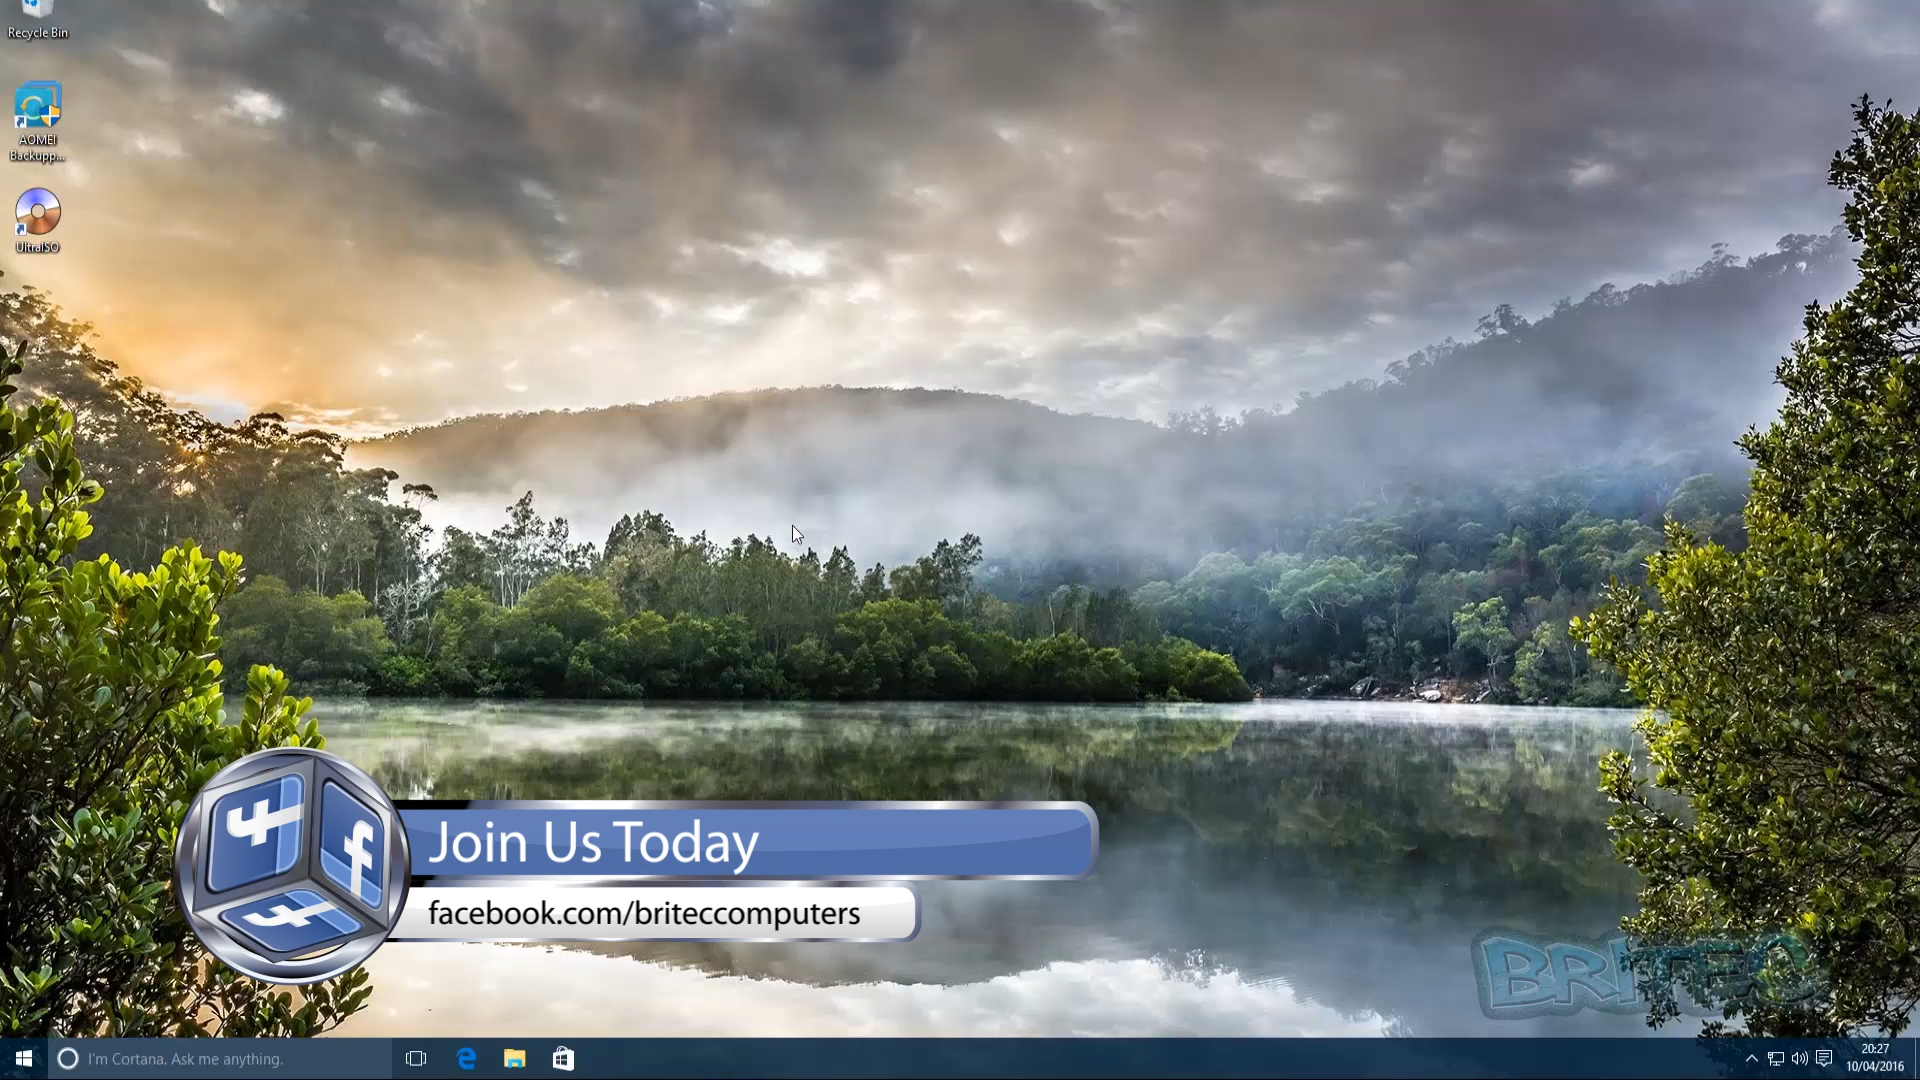 Recycle Bin
AOMEI
Backupp...
UltraISO
Join Us Today
facebook.com/briteccomputers
BRITEC
I'm Cortana. Ask me anything.
20:27
10/04/2016